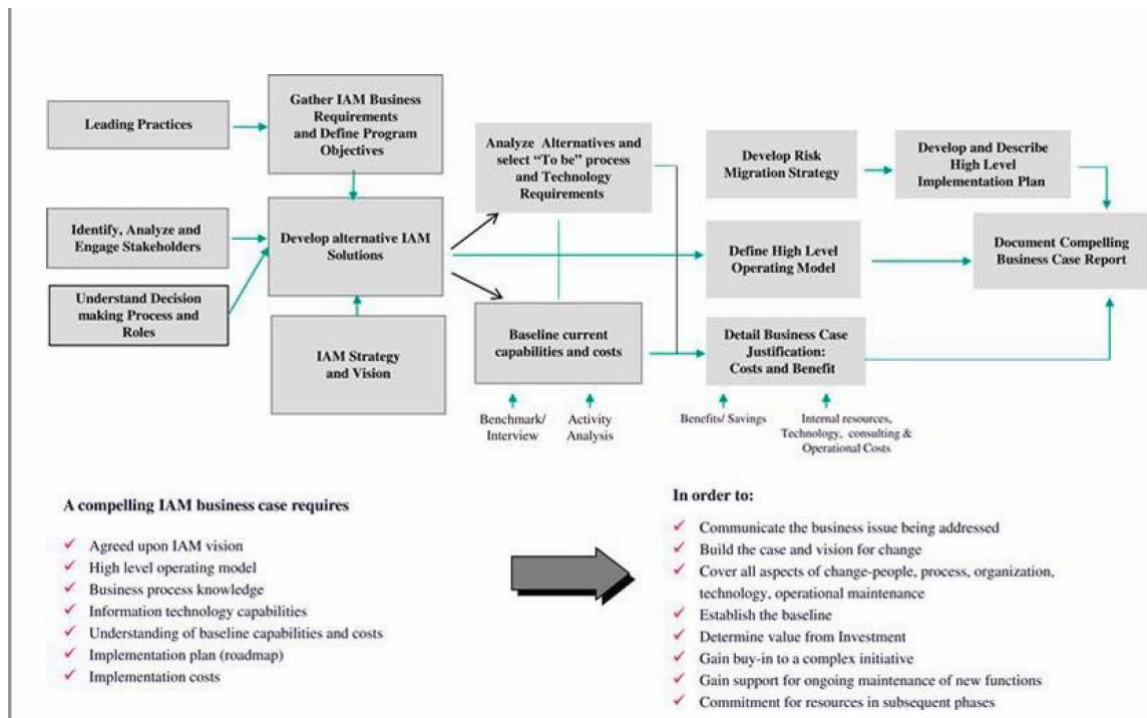 Leading Practices
Gather IAM Business
Requirements
and Define Program
Objectives
Identify, Analyze and
Engage Stakeholders
Understand Decision
making Process and
Roles
Develop alternative IAM
Solutions
IAM Strategy
and Vision
Analyze Alternatives and
select “To be” process
and Technology
Requirements
Baseline current
capabilities and costs
Benchmark/
Interview
Activity
Analysis
Develop Risk
Migration Strategy
Develop and Describe
High Level
Implementation Plan
Define High Level
Operating Model
Document Compelling
Business Case Report
Detail Business Case
Justification:
Costs and Benefit
Benefits/ Savings
Internal resources,
Technology, consulting &
Operational Costs
A compelling IAM business case requires
Agreed upon IAM vision
High level operating model
Business process knowledge
Information technology capabilities
Understanding of baseline capabilities and costs
Implementation plan (roadmap)
Implementation costs
In order to:
Communicate the business issue being addressed
Build the case and vision for change
Cover all aspects of change-people, process, organization,
technology, operational maintenance
Establish the baseline
Determine value from Investment
Gain buy-in to a complex initiative
Gain support for ongoing maintenance of new functions
Commitment for resources in subsequent phases